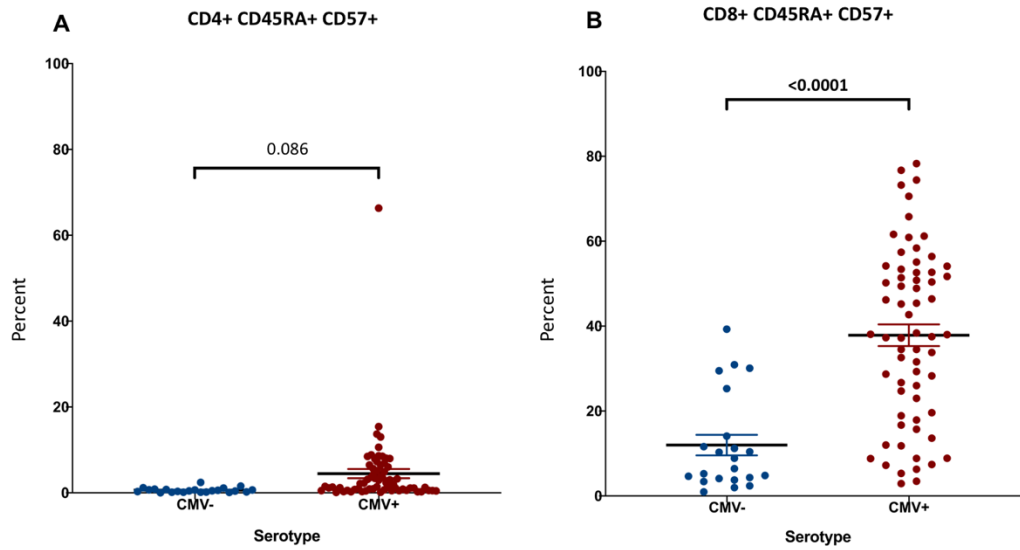 A
CD4+ CD45RA+ CD57+
100
80
60
40
20
0
Percent
0.086
CMV-
CMV+
Serotype
B
CD8+ CD45RA+ CD57+
100
80
60
40
20
0
Percent
<0.0001
CMV-
CMV+
Serotype